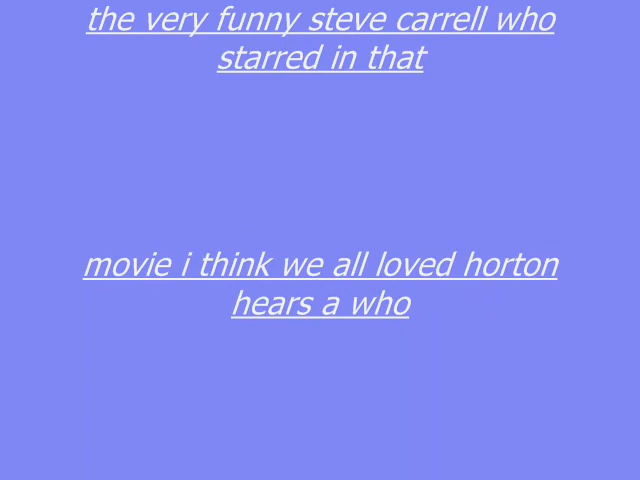 the very funny steve carrell who
starred in that
movie i think we all loved horton
hears a who